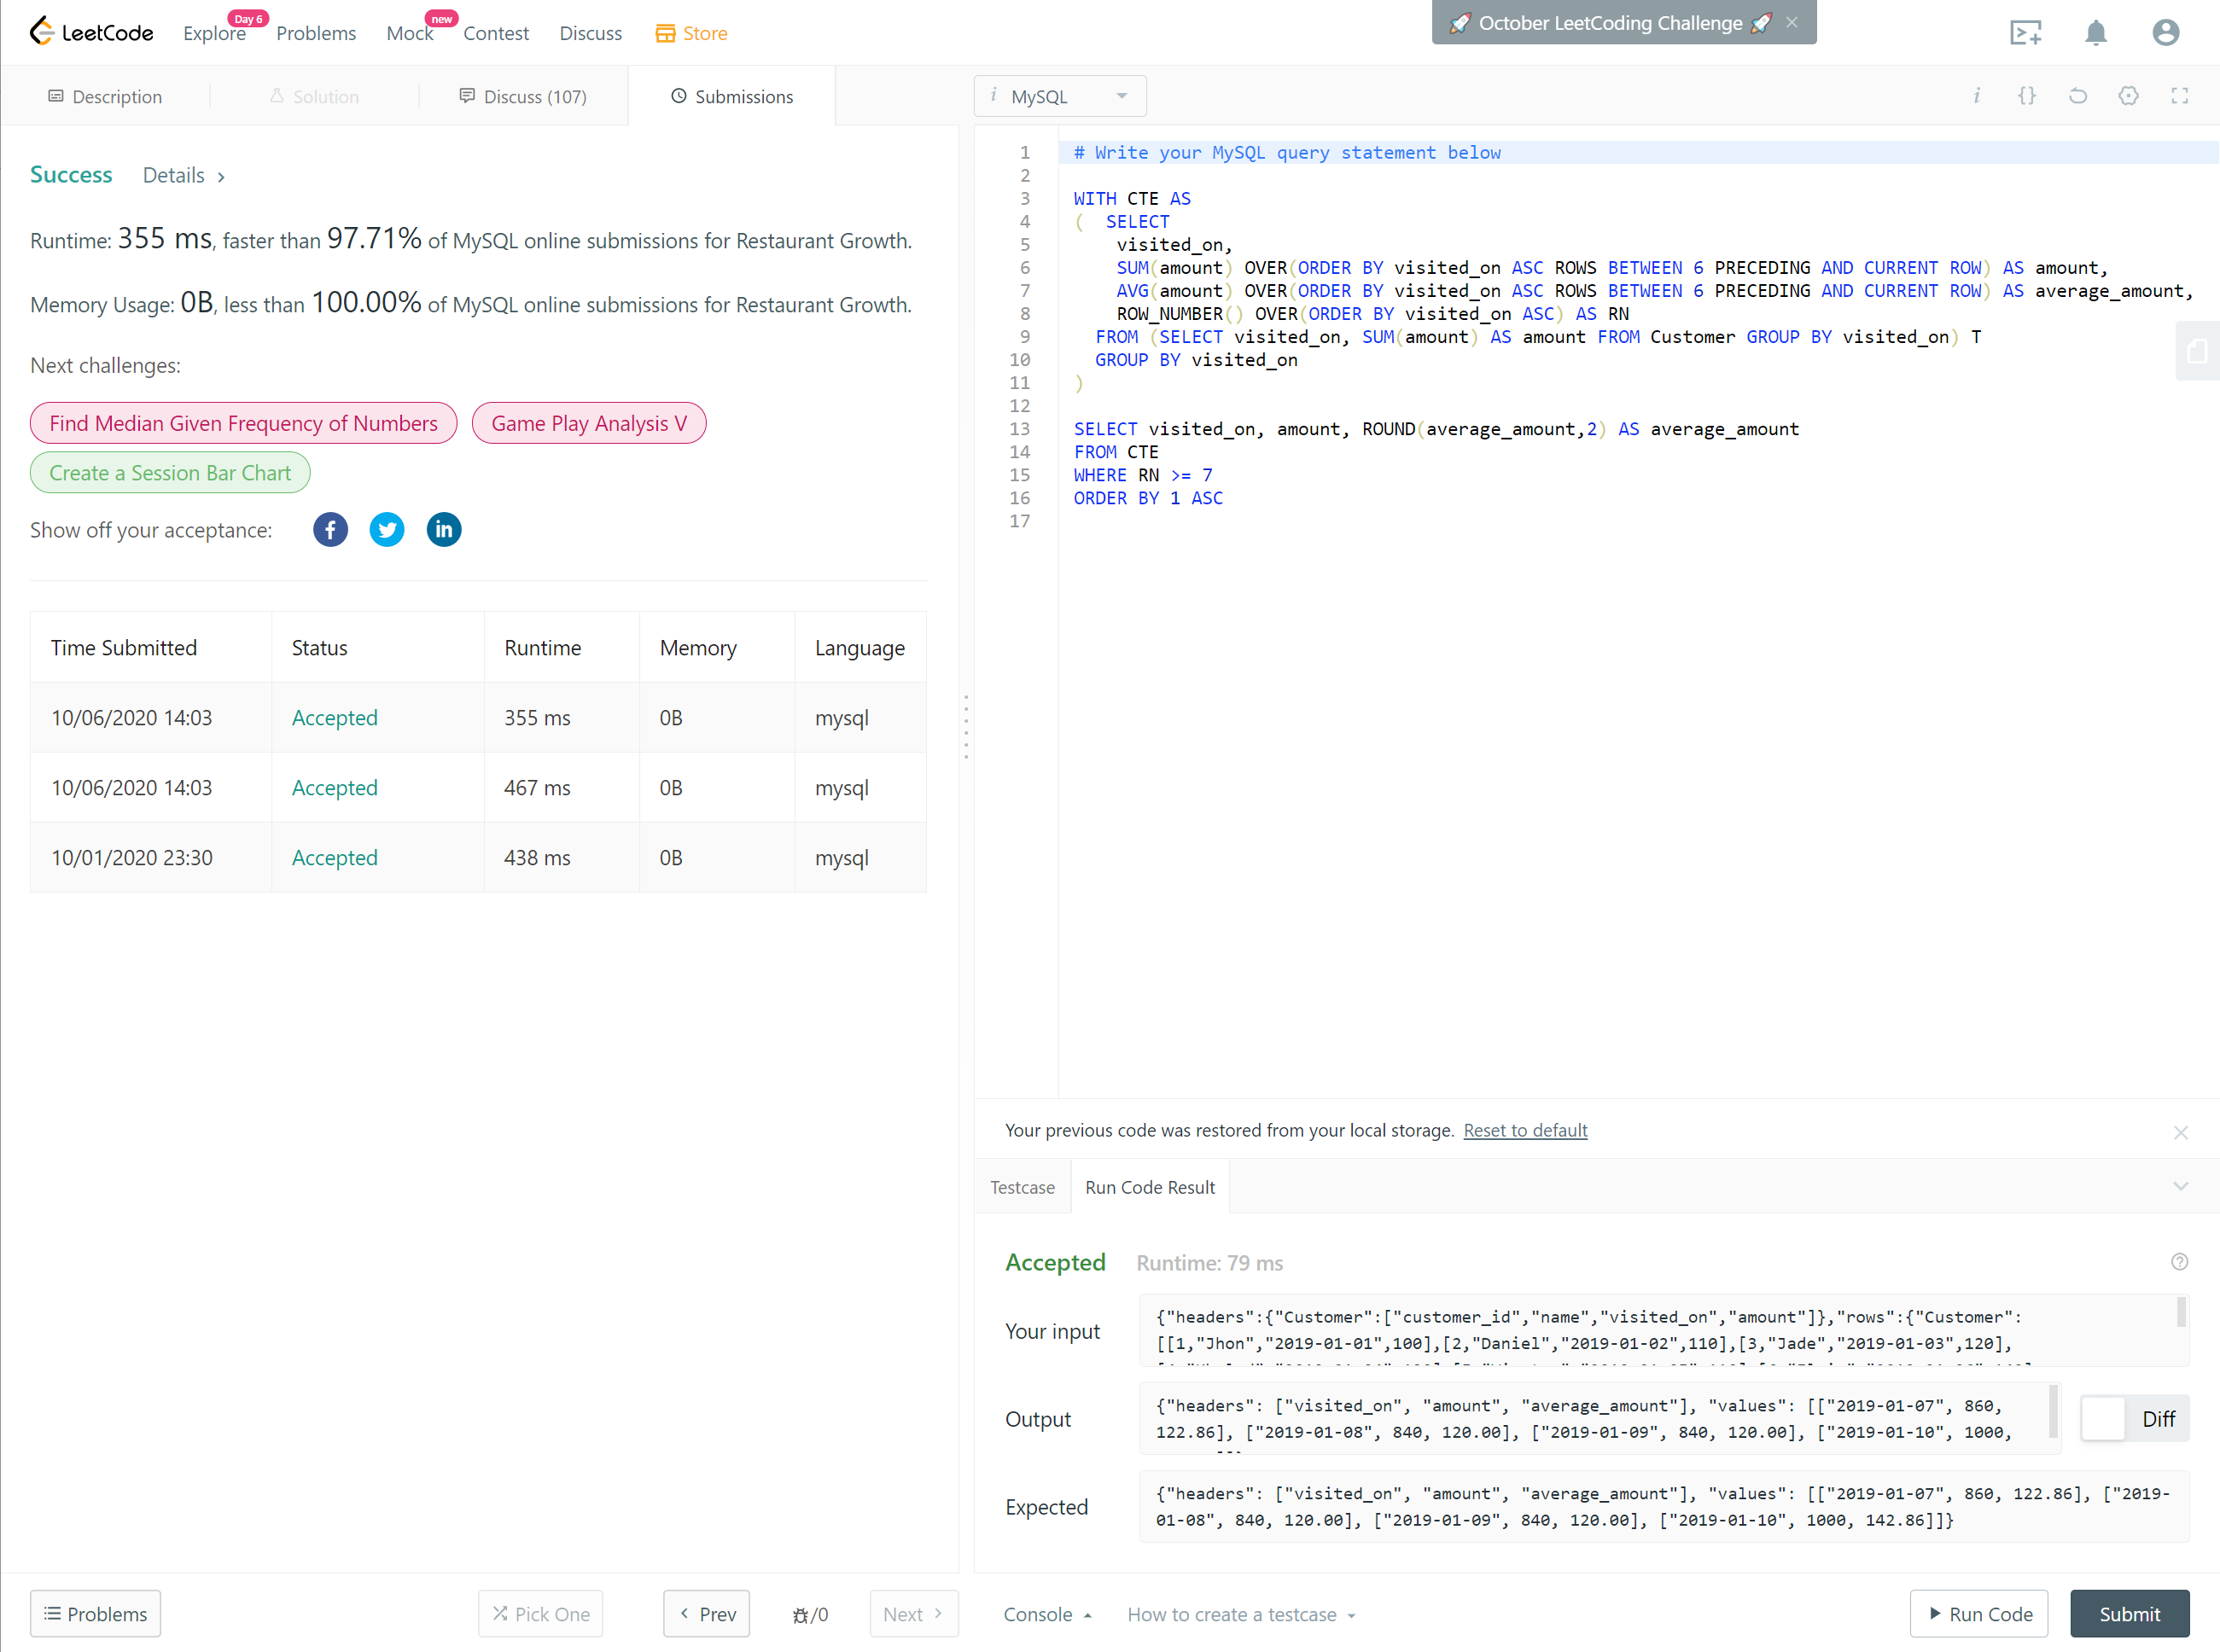 LeetCode
Explore
Day 6
Problems
Mock
new
Contest
Discuss
Store
🚀 October LeetCoding Challenge 🚀
Description
Solution
Discuss (107)
Submissions
Success
Details
Runtime: 355 ms, faster than 97.71% of MySQL online submissions for Restaurant Growth.
Memory Usage: 0B, less than 100.00% of MySQL online submissions for Restaurant Growth.
Next challenges:
Find Median Given Frequency of Numbers
Game Play Analysis V
Create a Session Bar Chart
Show off your acceptance:
Time Submitted Status Runtime Memory Language
10/06/2020 14:03 Accepted 355 ms 0B mysql
10/06/2020 14:03 Accepted 467 ms 0B mysql
10/01/2020 23:30 Accepted 438 ms 0B mysql
Problems
Pick One
Prev
/0
Next
i MySQL
1 # Write your MySQL query statement below
2
3 WITH CTE AS
4 (  SELECT
5     visited_on,
6     SUM(amount) OVER(ORDER BY visited_on ASC ROWS BETWEEN 6 PRECEDING AND CURRENT ROW) AS amount,
7     AVG(amount) OVER(ORDER BY visited_on ASC ROWS BETWEEN 6 PRECEDING AND CURRENT ROW) AS average_amount,
8     ROW_NUMBER() OVER(ORDER BY visited_on ASC) AS RN
9   FROM (SELECT visited_on, SUM(amount) AS amount FROM Customer GROUP BY visited_on) T
10   GROUP BY visited_on
11 )
12
13 SELECT visited_on, amount, ROUND(average_amount,2) AS average_amount
14 FROM CTE
15 WHERE RN >= 7
16 ORDER BY 1 ASC
17
Your previous code was restored from your local storage. Reset to default
Testcase
Run Code Result
Accepted
Runtime: 79 ms
Your input
{"headers":{"Customer":["customer_id","name","visited_on","amount"]},"rows":{"Customer":
[[1,"Jhon","2019-01-01",100],[2,"Daniel","2019-01-02",110],[3,"Jade","2019-01-03",120],
Output
{"headers": ["visited_on", "amount", "average_amount"], "values": [["2019-01-07", 860,
122.86], ["2019-01-08", 840, 120.00], ["2019-01-09", 840, 120.00], ["2019-01-10", 1000,
Diff
Expected
{"headers": ["visited_on", "amount", "average_amount"], "values": [["2019-01-07", 860, 122.86], ["2019-
01-08", 840, 120.00], ["2019-01-09", 840, 120.00], ["2019-01-10", 1000, 142.86]]}
Console
How to create a testcase
Run Code
Submit